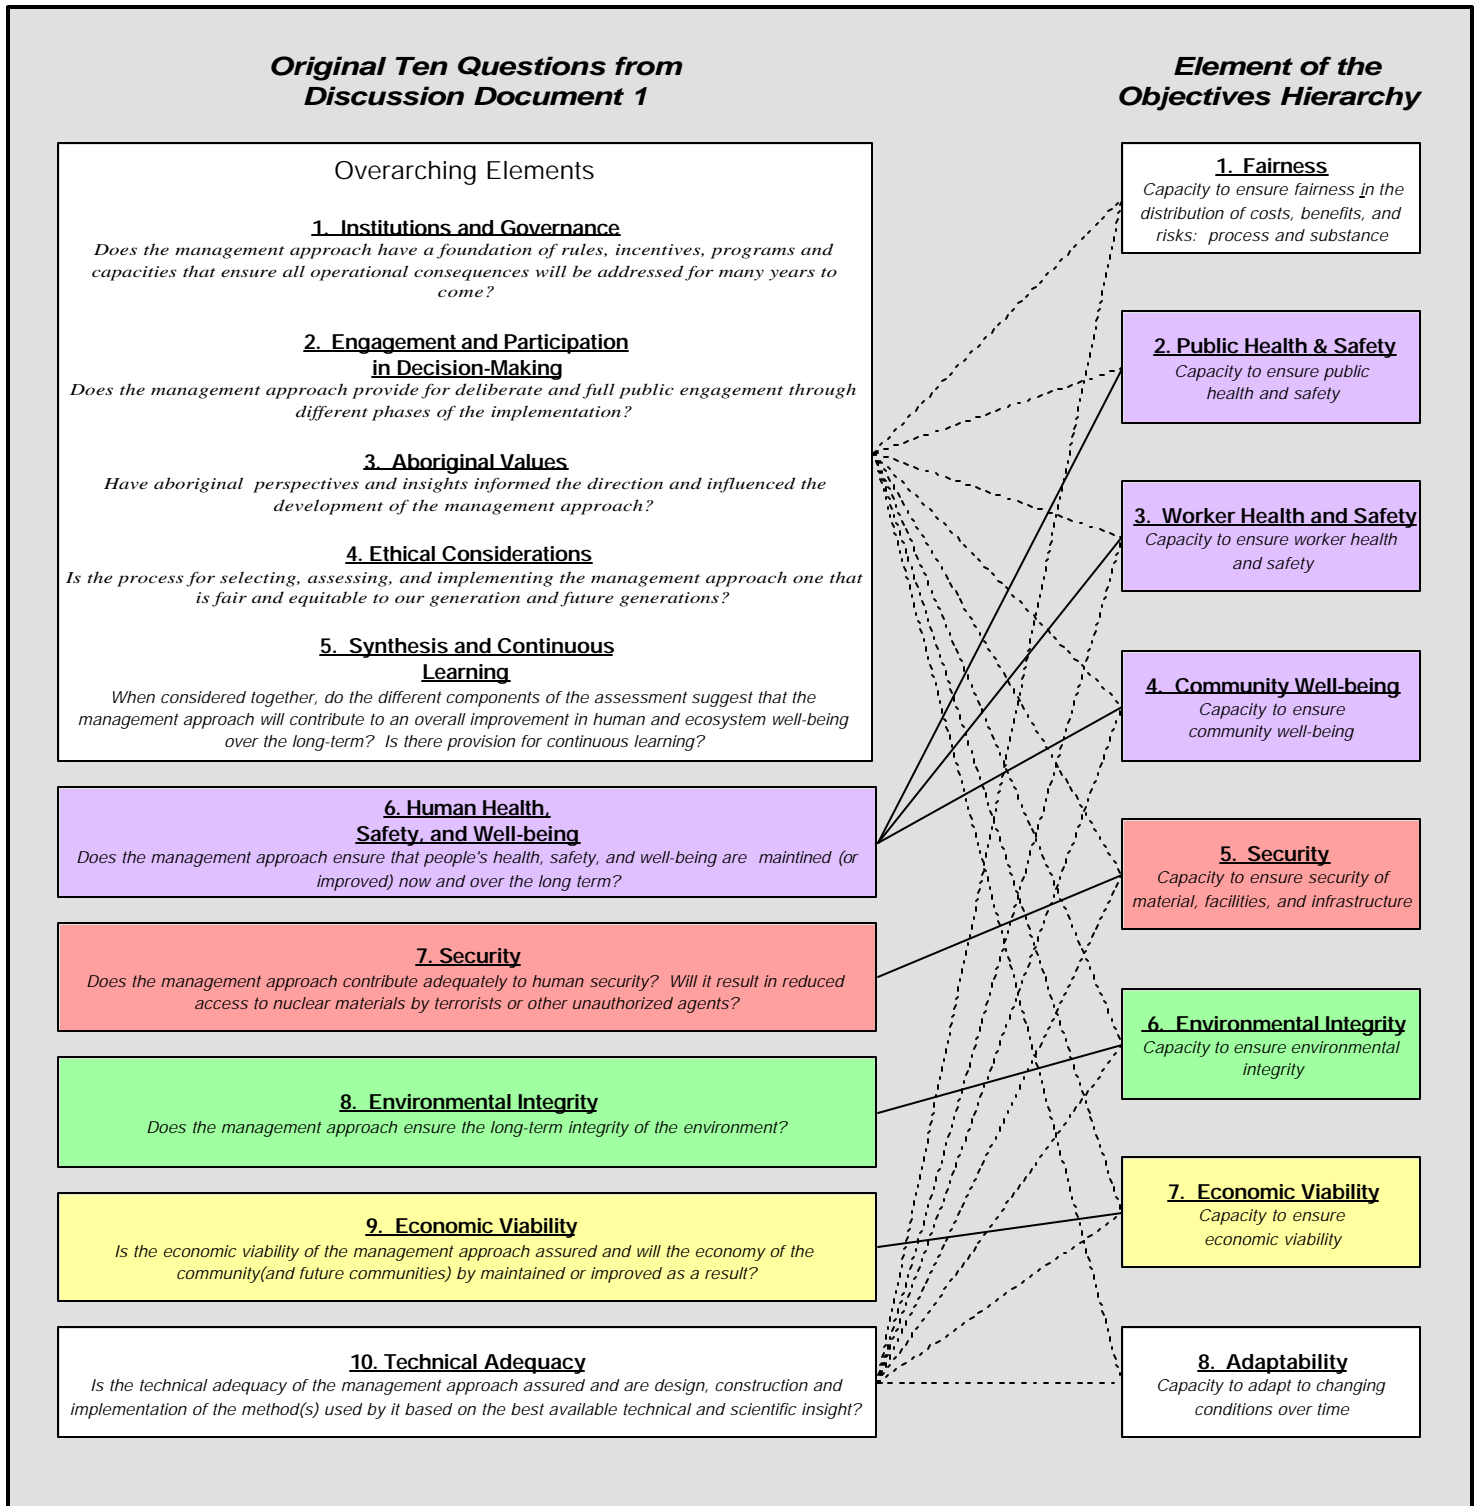 Original Ten Questions from
Discussion Document 1
Element of the
Objectives Hierarchy
Overarching Elements
1. Institutions and Governance
Does the management approach have a foundation of rules, incentives, programs and
capacities that ensure all operational consequences will be addressed for many years to
come?
2. Engagement and Participation
in Decision-Making
Does the management approach provide for deliberate and full public engagement through
different phases of the implementation?
3. Aboriginal Values
Have aboriginal perspectives and insights informed the direction and influenced the
development of the management approach?
4. Ethical Considerations
Is the process for selecting, assessing, and implementing the management approach one that
is fair and equitable to our generation and future generations?
5. Synthesis and Continuous
Learning
When considered together, do the different components of the assessment suggest that the
management approach will contribute to an overall improvement in human and ecosystem well-being
over the long-term? Is there provision for continuous learning?
6. Human Health,
Safety, and Well-being
Does the management approach ensure that people's health, safety, and well-being are maintined (or
improved) now and over the long term?
7. Security
Does the management approach contribute adequately to human security? Will it result in reduced
access to nuclear materials by terrorists or other unauthorized agents?
8. Environmental Integrity
Does the management approach ensure the long-term integrity of the environment?
9. Economic Viability
Is the economic viability of the management approach assured and will the economy of the
community(and future communities) by maintained or improved as a result?
10. Technical Adequacy
Is the technical adequacy of the management approach assured and are design, construction and
implementation of the method(s) used by it based on the best available technical and scientific insight?
1. Fairness
Capacity to ensure fairness in the
distribution of costs, benefits, and
risks: process and substance
2. Public Health & Safety
Capacity to ensure public
health and safety
3. Worker Health and Safety
Capacity to ensure worker health
and safety
4. Community Well-being
Capacity to ensure
community well-being
5. Security
Capacity to ensure security of
material, facilities, and infrastructure
6. Environmental Integrity
Capacity to ensure environmental
integrity
7. Economic Viability
Capacity to ensure
economic viability
8. Adaptability
Capacity to adapt to changing
conditions over time